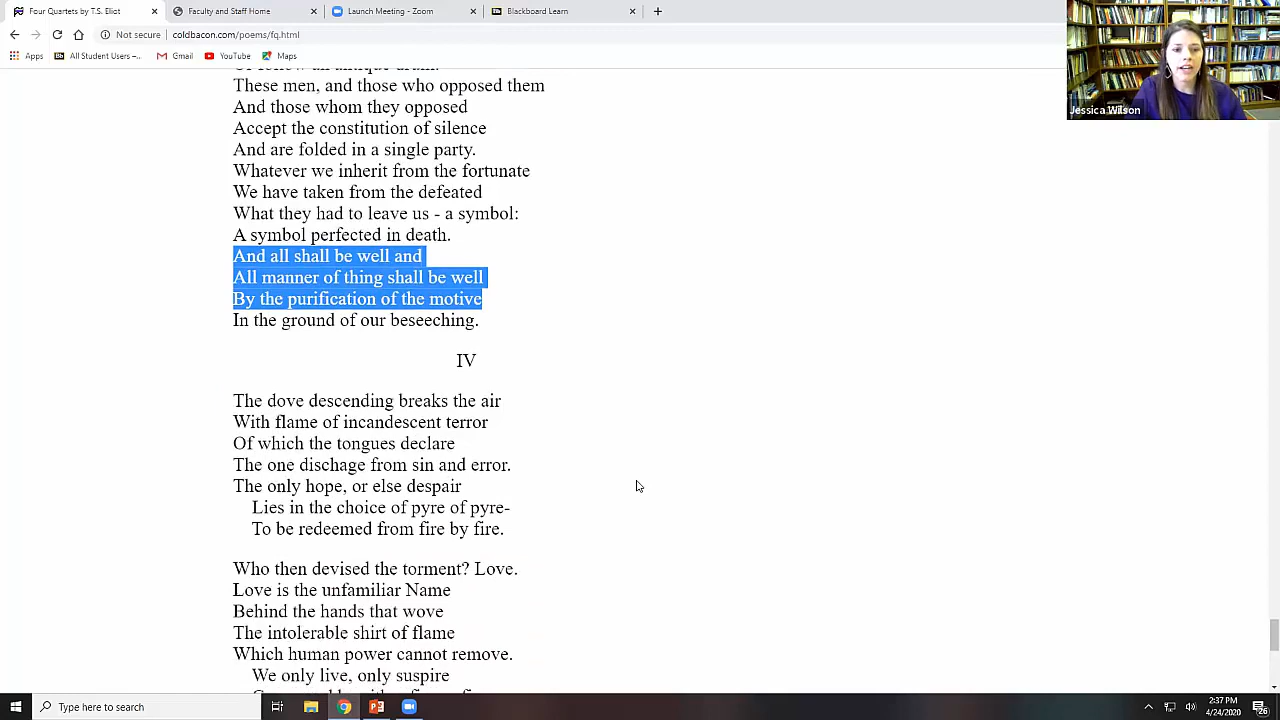 Four Quartets by T.S. Eliot
Faculty and Staff Home
Launch Meeting - Zoom
Blackboard Learn
Not secure
coldbacon.com/poems/fq.html
Apps
All Student Users –...
Gmail
YouTube
Maps
Jessica Wilson
These men, and those who opposed them
And those whom they opposed
Accept the constitution of silence
And are folded in a single party.
Whatever we inherit from the fortunate
We have taken from the defeated
What they had to leave us - a symbol:
A symbol perfected in death.
And all shall be well and
All manner of thing shall be well
By the purification of the motive
In the ground of our beseeching.
IV
The dove descending breaks the air
With flame of incandescent terror
Of which the tongues declare
The one dischage from sin and error.
The only hope, or else despair
Lies in the choice of pyre of pyre-
To be redeemed from fire by fire.
Who then devised the torment? Love.
Love is the unfamiliar Name
Behind the hands that wove
The intolerable shirt of flame
Which human power cannot remove.
We only live, only suspire
Type here to search
2:37 PM
4/24/2020
26